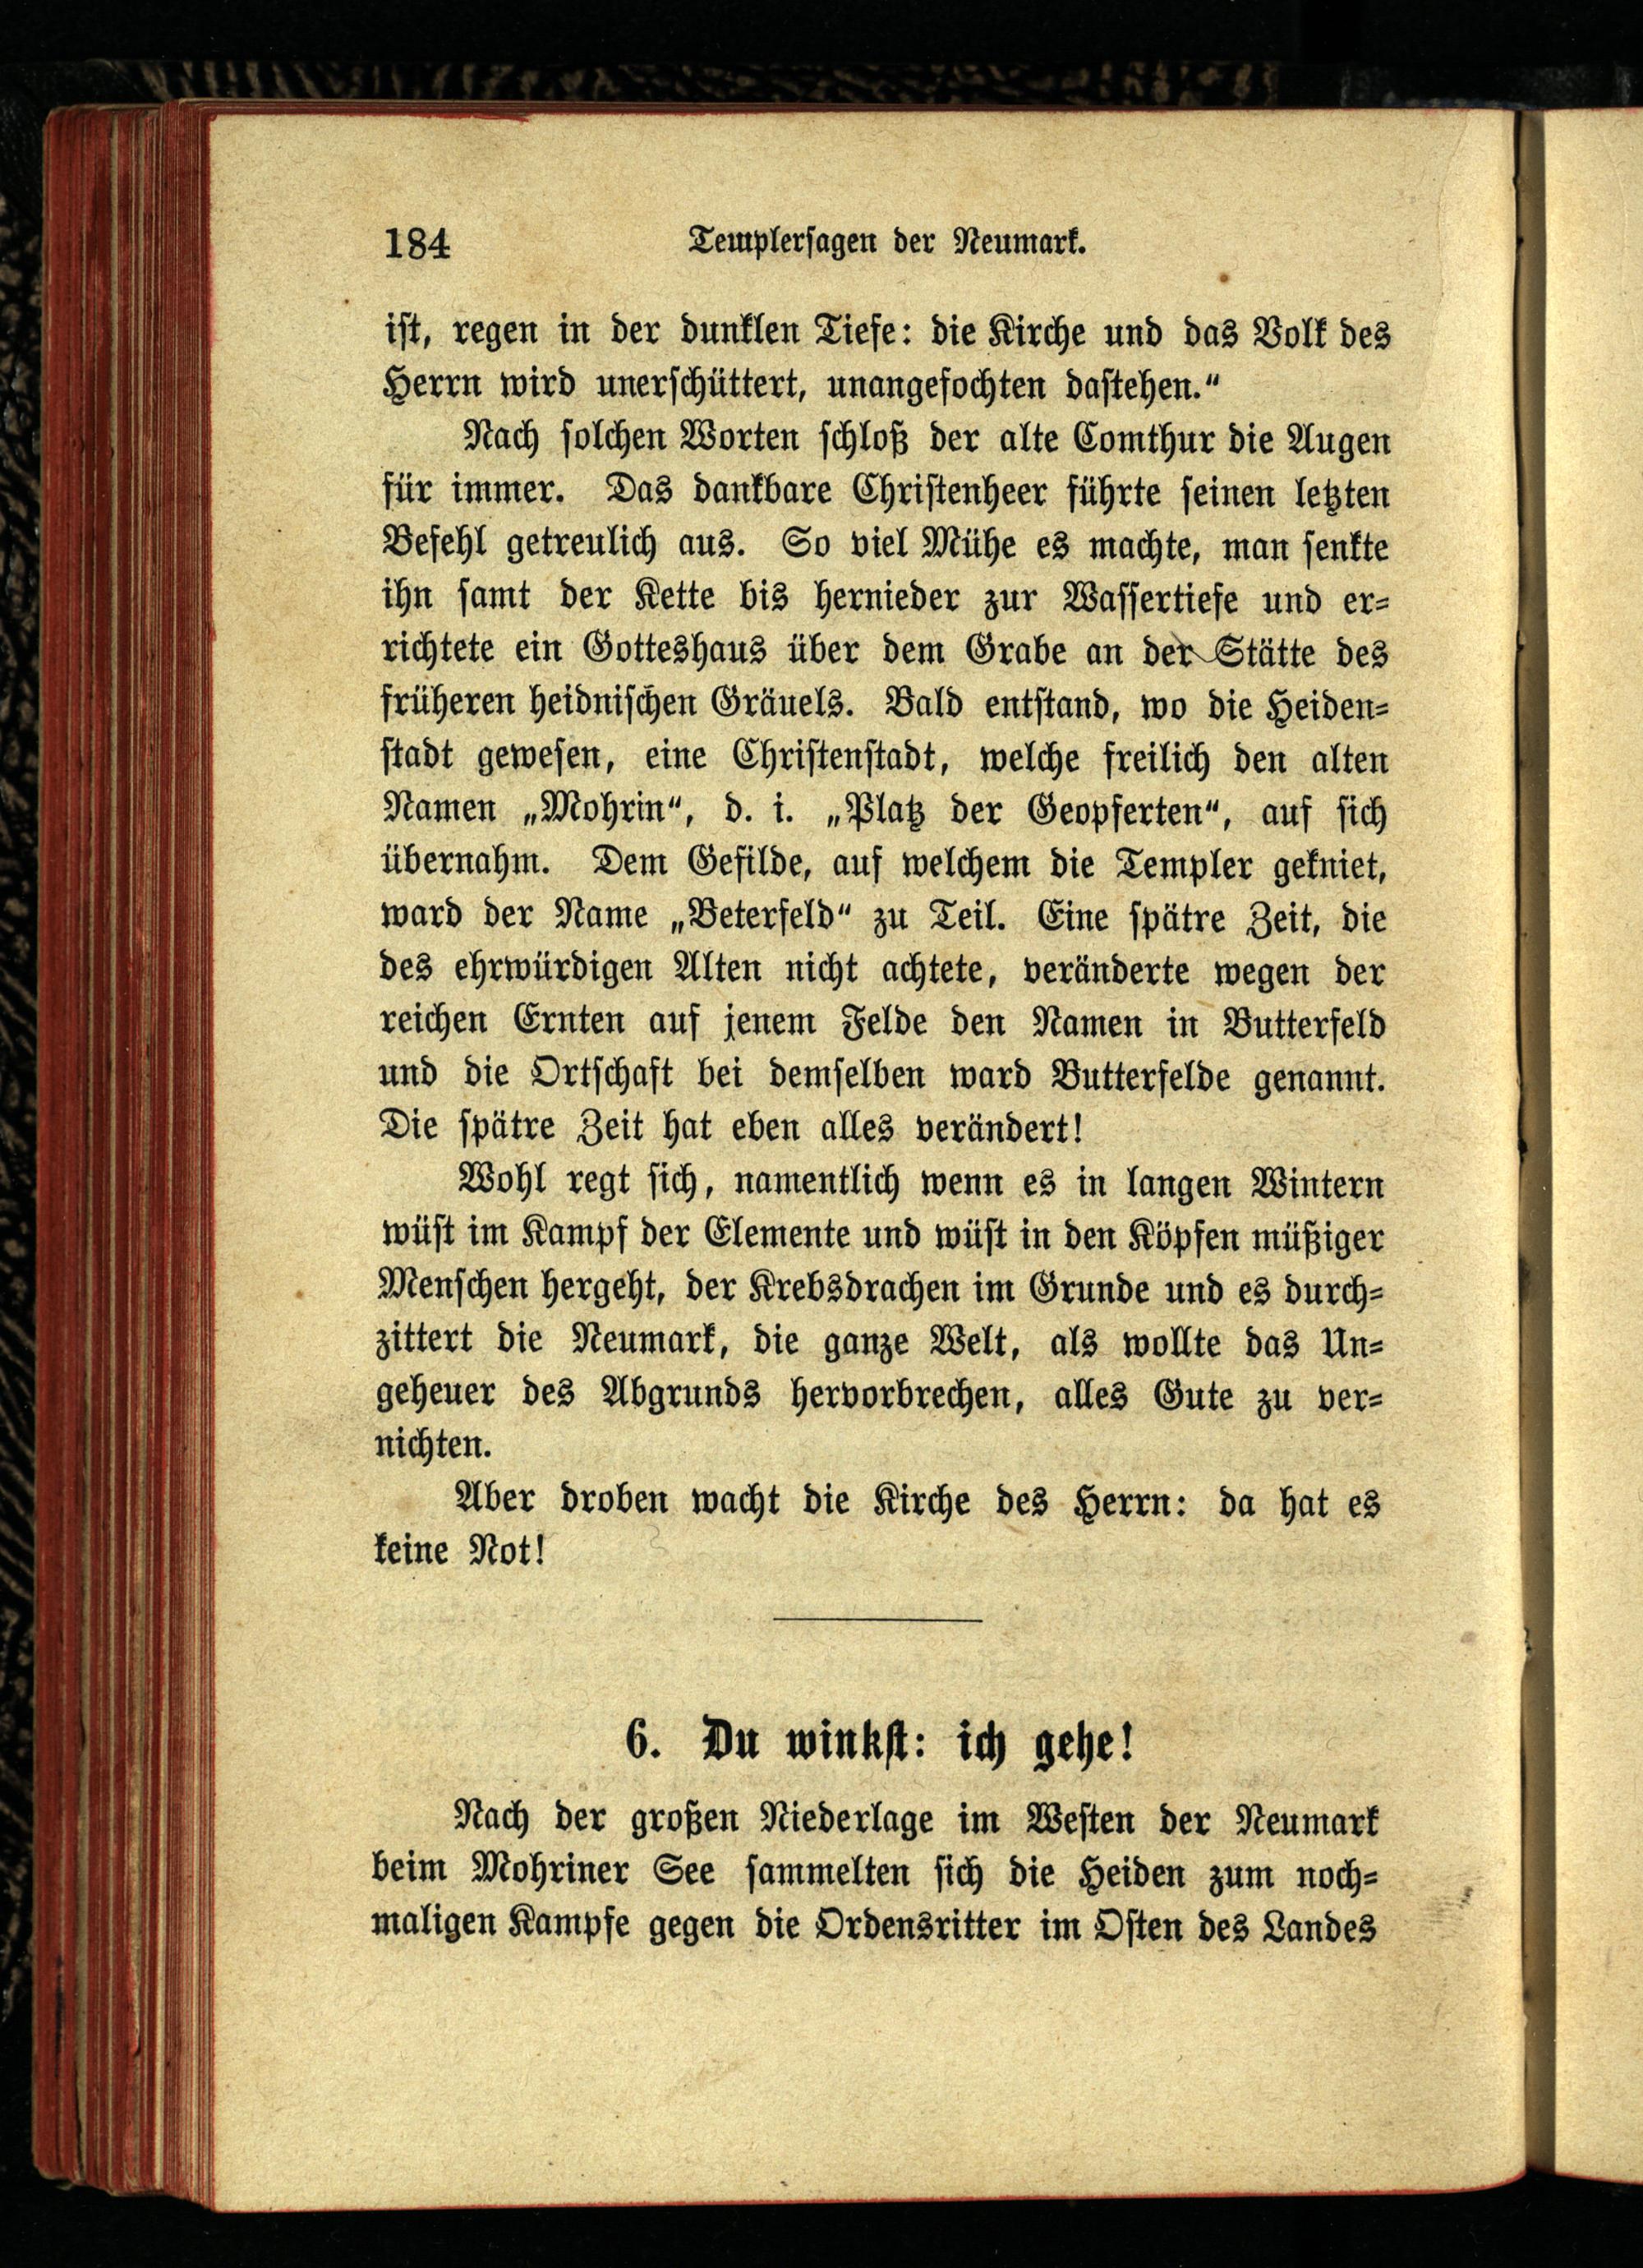 184 Templersagen der Neumark.
ist, regen in der dunklen Tiefe: die Kirche und das Volk des
Herrn wird unerschüttert, unangefochten dastehen.“
Nach solchen Worten schloß der alte Comthur die Augen
für immer. Das dankbare Christenheer führte seinen letzten
Befehl getreulich aus. So viel Mühe es machte, man senkte
ihn samt der Kette bis hernieder zur Wassertiefe und er-
richtete ein Gotteshaus über dem Grabe an der Stätte des
früheren heidnischen Gräuels. Bald entstand, wo die Heiden-
stadt gewesen, eine Christenstadt, welche freilich den alten
Namen „Mohrin“, d. i. „Platz der Geopferten“, auf sich
übernahm. Dem Gefilde, auf welchem die Templer gekniet,
ward der Name „Beterfeld“ zu Teil. Eine spätre Zeit, die
des ehrwürdigen Alten nicht achtete, veränderte wegen der
reichen Ernten auf jenem Felde den Namen in Butterfeld
und die Ortschaft bei demselben ward Butterfelde genannt.
Die spätre Zeit hat eben alles verändert!
Wohl regt sich, namentlich wenn es in langen Wintern
wüst im Kampf der Elemente und wüst in den Köpfen müßiger
Menschen hergeht, der Krebsdrachen im Grunde und es durch-
zittert die Neumark, die ganze Welt, als wollte das Un-
geheuer des Abgrunds hervorbrechen, alles Gute zu ver-
nichten.
Aber droben wacht die Kirche des Herrn: da hat es
keine Not!
6. Du winkst: ich gehe!
Nach der großen Niederlage im Westen der Neumark
beim Mohriner See sammelten sich die Heiden zum noch-
maligen Kampfe gegen die Ordensritter im Osten des Landes